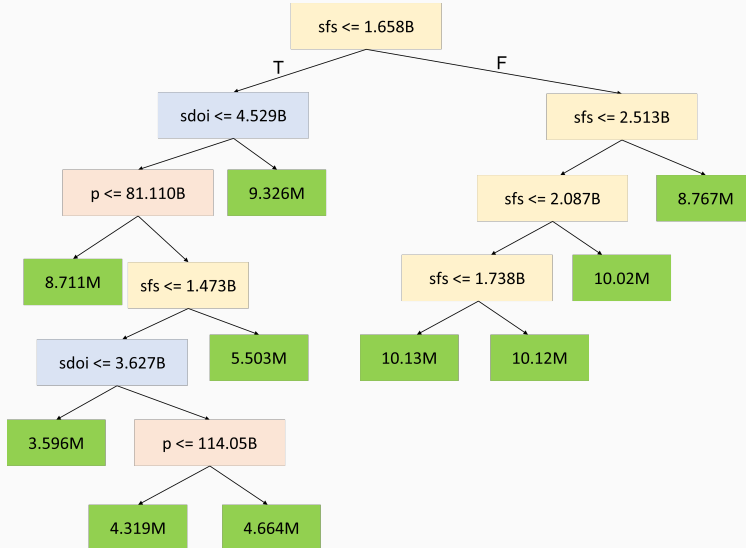 sfs <= 1.658B
T
F
sdoi <= 4.529B
sfs <= 2.513B
p <= 81.110B
9.326M
sfs <= 2.087B
8.767M
8.711M
sfs <= 1.473B
sfs <= 1.738B
10.02M
sdoi <= 3.627B
5.503M
10.13M
10.12M
3.596M
p <= 114.05B
4.319M
4.664M